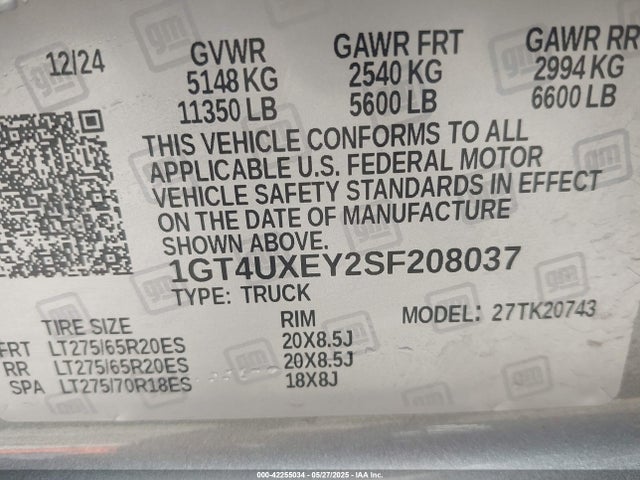 12/24
GVWR GAWR FRT GAWR RR
5148 KG 2540 KG 2994 KG
11350 LB 5600 LB 6600 LB
THIS VEHICLE CONFORMS TO ALL
APPLICABLE U.S. FEDERAL MOTOR
VEHICLE SAFETY STANDARDS IN EFFECT
ON THE DATE OF MANUFACTURE
SHOWN ABOVE.
1GT4UXEY2SF208037
TYPE: TRUCK MODEL: 27TK20743
TIRE SIZE RIM
FRT LT275/65R20ES 20X8.5J
RR LT275/65R20ES 20X8.5J
SPA LT275/70R18ES 18X8J
gm
000-42255034 - 05/27/2025 - IAA Inc.